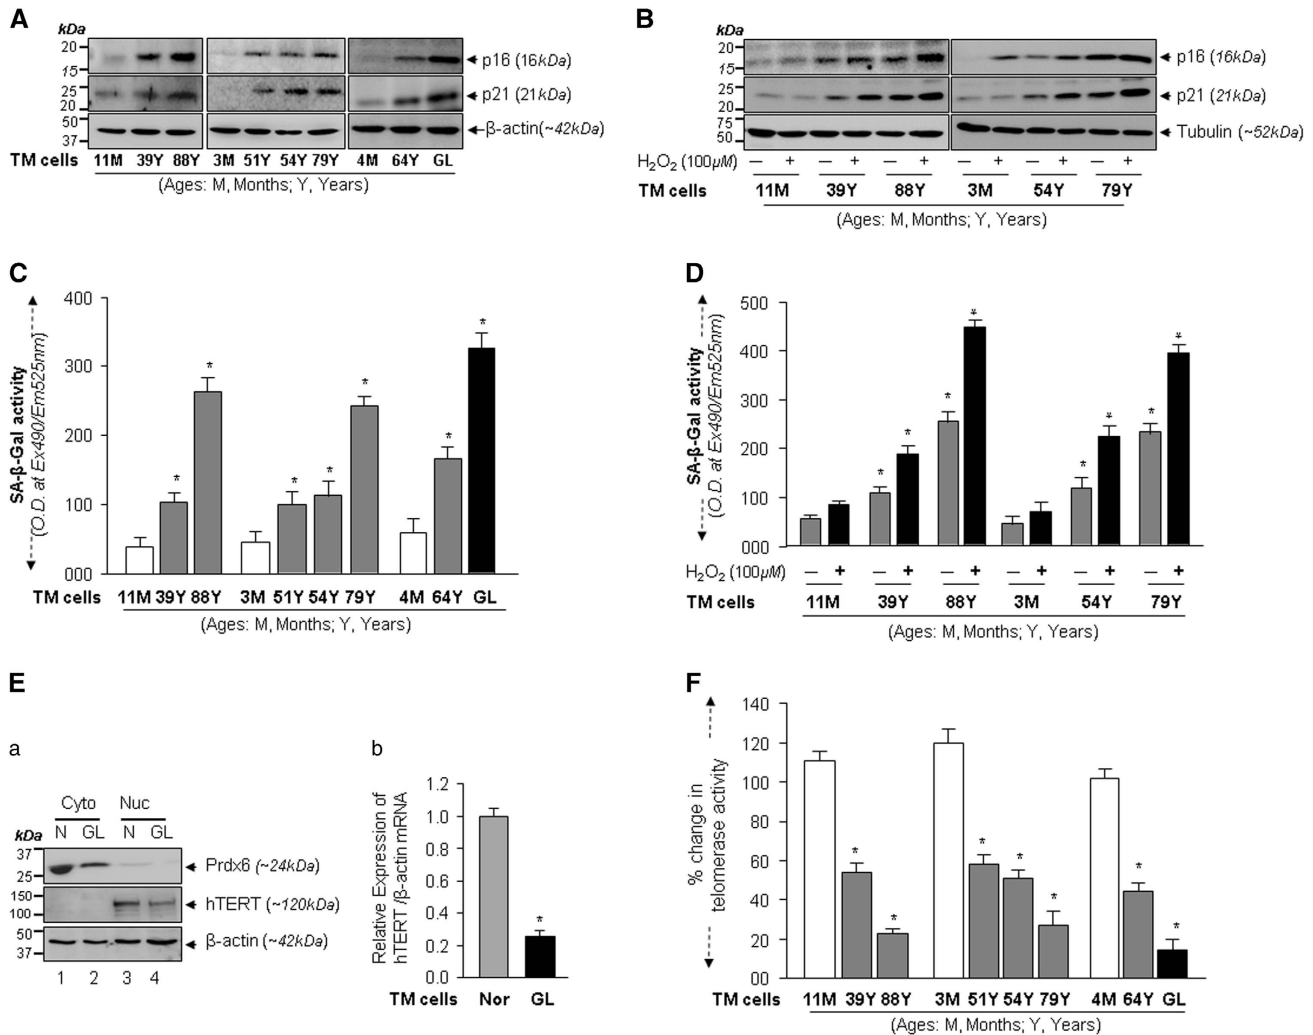 A
kDa
20
15
p16 (16kDa)
25
20
p21 (21kDa)
50
37
β-actin(~42kDa)
TM cells 11M 39Y 88Y 3M 51Y 54Y 79Y 4M 64Y GL
(Ages: M, Months; Y, Years)
B
kDa
20
15
p16 (16kDa)
25
20
p21 (21kDa)
75
50
Tubulin (~52kDa)
H2O2 (100µM) – + – + – + – + – + – +
TM cells 11M 39Y 88Y 3M 54Y 79Y
(Ages: M, Months; Y, Years)
C
SA-β-Gal activity
(O.D. at Ex490/Em525nm)
400
300
200
100
000
* * * * * * *
TM cells 11M 39Y 88Y 3M 51Y 54Y 79Y 4M 64Y GL
(Ages: M, Months; Y, Years)
D
SA-β-Gal activity
(O.D. at Ex490/Em525nm)
500
400
300
200
100
000
* * * * * * * *
H2O2 (100µM) – + – + – + – + – + – +
TM cells 11M 39Y 88Y 3M 54Y 79Y
(Ages: M, Months; Y, Years)
E
a
Cyto Nuc
kDa N GL N GL
37
25
Prdx6 (~24kDa)
150
100
hTERT (~120kDa)
50
37
β-actin (~42kDa)
1 2 3 4
b
Relative Expression of
hTERT /β-actin mRNA
1.2
1.0
0.8
0.6
0.4
0.2
0.0
*
TM cells Nor GL
F
% change in
telomerase activity
140
120
100
80
60
40
20
00
* * * * * * *
TM cells 11M 39Y 88Y 3M 51Y 54Y 79Y 4M 64Y GL
(Ages: M, Months; Y, Years)